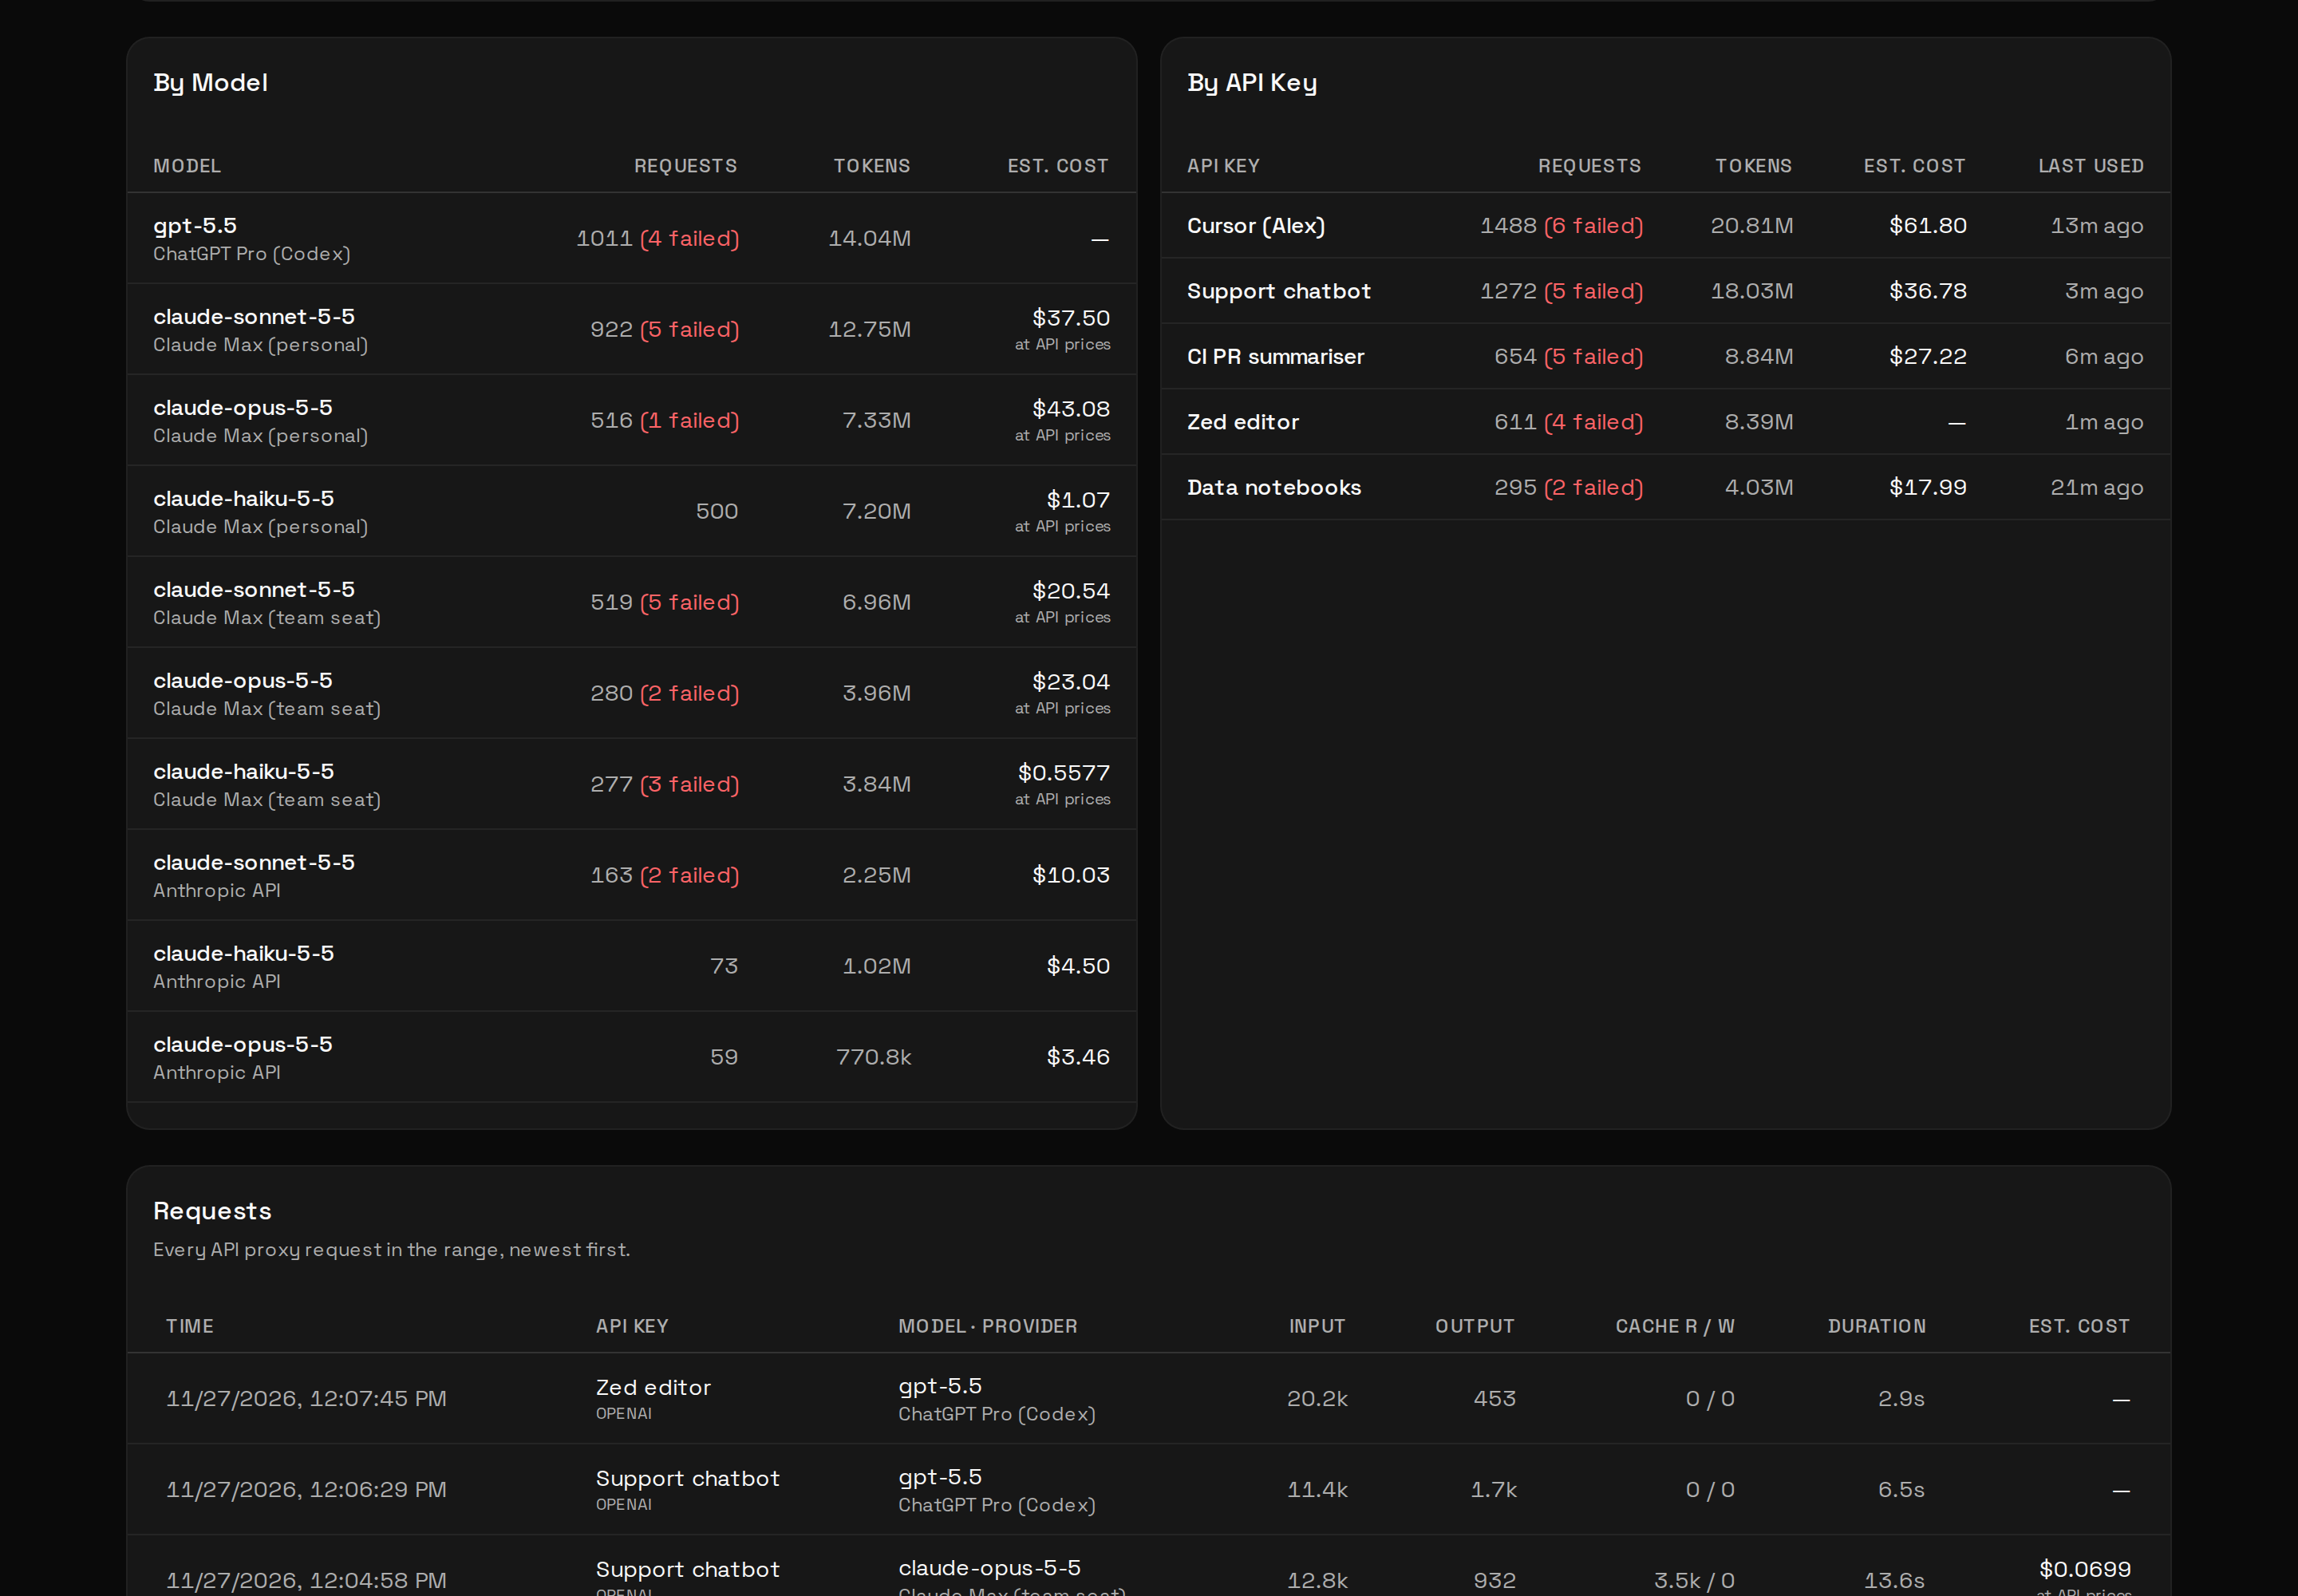 By Model
MODEL REQUESTS TOKENS EST. COST
gpt-5.5
ChatGPT Pro (Codex)
1011 (4 failed) 14.04M —
claude-sonnet-5-5
Claude Max (personal)
922 (5 failed) 12.75M $37.50
at API prices
claude-opus-5-5
Claude Max (personal)
516 (1 failed) 7.33M $43.08
at API prices
claude-haiku-5-5
Claude Max (personal)
500 7.20M $1.07
at API prices
claude-sonnet-5-5
Claude Max (team seat)
519 (5 failed) 6.96M $20.54
at API prices
claude-opus-5-5
Claude Max (team seat)
280 (2 failed) 3.96M $23.04
at API prices
claude-haiku-5-5
Claude Max (team seat)
277 (3 failed) 3.84M $0.5577
at API prices
claude-sonnet-5-5
Anthropic API
163 (2 failed) 2.25M $10.03
claude-haiku-5-5
Anthropic API
73 1.02M $4.50
claude-opus-5-5
Anthropic API
59 770.8k $3.46
By API Key
API KEY REQUESTS TOKENS EST. COST LAST USED
Cursor (Alex) 1488 (6 failed) 20.81M $61.80 13m ago
Support chatbot 1272 (5 failed) 18.03M $36.78 3m ago
CI PR summariser 654 (5 failed) 8.84M $27.22 6m ago
Zed editor 611 (4 failed) 8.39M — 1m ago
Data notebooks 295 (2 failed) 4.03M $17.99 21m ago
Requests
Every API proxy request in the range, newest first.
TIME API KEY MODEL · PROVIDER INPUT OUTPUT CACHE R / W DURATION EST. COST
11/27/2026, 12:07:45 PM Zed editor gpt-5.5 20.2k 453 0 / 0 2.9s —
OPENAI ChatGPT Pro (Codex)
11/27/2026, 12:06:29 PM Support chatbot gpt-5.5 11.4k 1.7k 0 / 0 6.5s —
OPENAI ChatGPT Pro (Codex)
11/27/2026, 12:04:58 PM Support chatbot claude-opus-5-5 12.8k 932 3.5k / 0 13.6s $0.0699
OPENAI Claude Max (team seat) at API prices